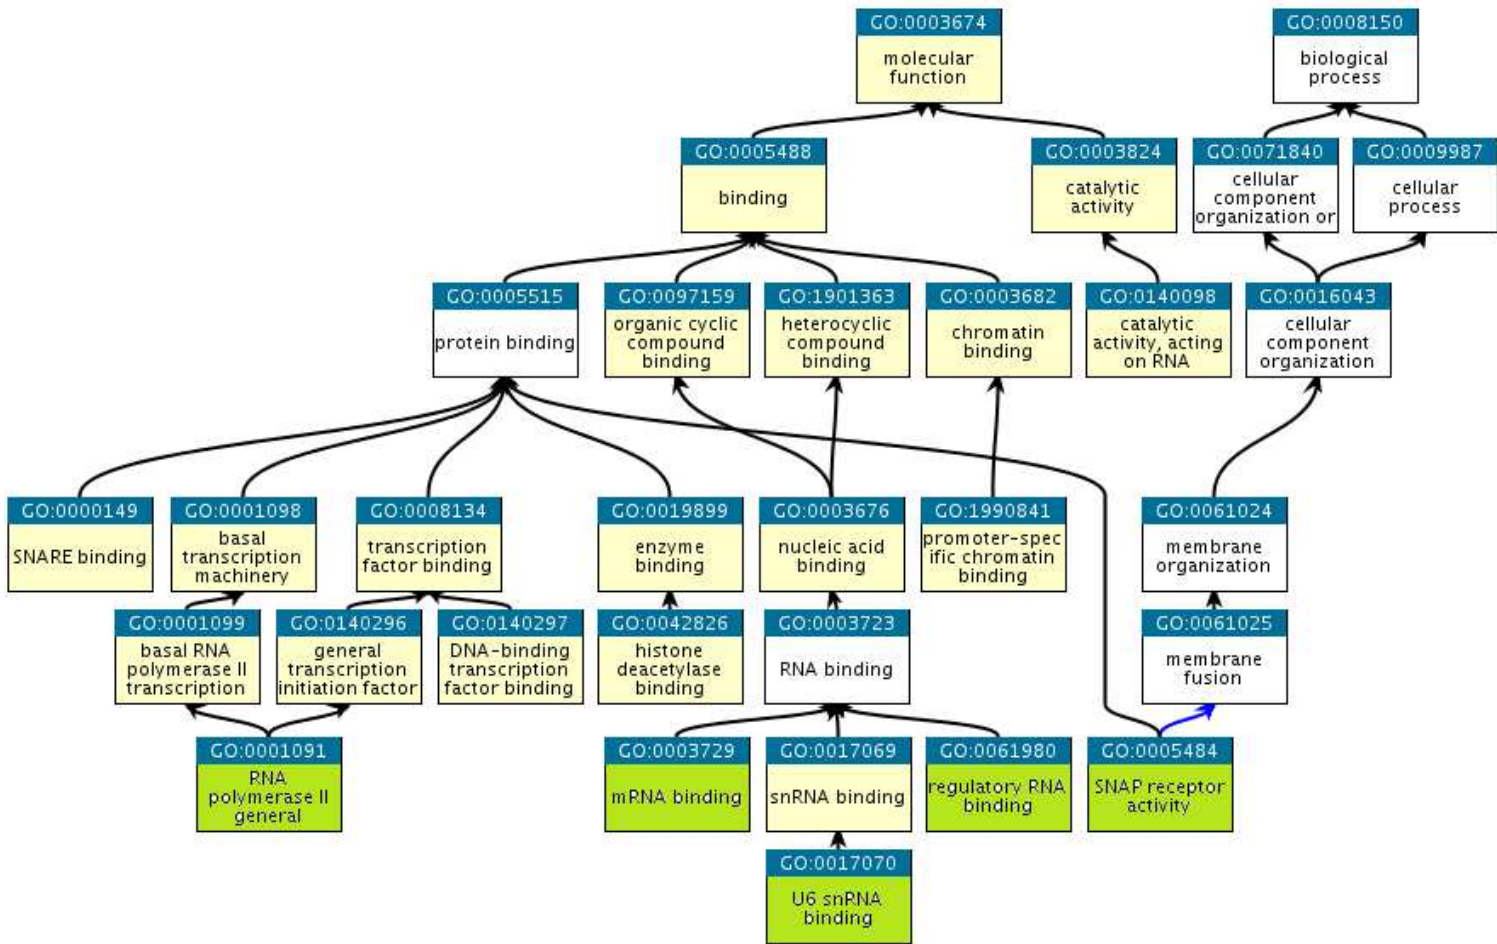 GO:0003674
molecular
function
GO:0008150
biological
process
GO:0005488
binding
GO:0003824
catalytic
activity
GO:0071840
cellular
component
organization or
GO:0009987
cellular
process
GO:0005515
protein binding
GO:0097159
organic cyclic
compound
binding
GO:1901363
heterocyclic
compound
binding
GO:0003682
chromatin
binding
GO:0140098
catalytic
activity, acting
on RNA
GO:0016043
cellular
component
organization
GO:0000149
SNARE binding
GO:0001098
basal
transcription
machinery
GO:0008134
transcription
factor binding
GO:0019899
enzyme
binding
GO:0003676
nucleic acid
binding
GO:1990841
promoter-spec
ific chromatin
binding
GO:0061024
membrane
organization
GO:0001099
basal RNA
polymerase II
transcription
GO:0140296
general
transcription
initiation factor
GO:0140297
DNA-binding
transcription
factor binding
GO:0042826
histone
deacetylase
binding
GO:0003723
RNA binding
GO:0061025
membrane
fusion
GO:0001091
RNA
polymerase II
general
GO:0003729
mRNA binding
GO:0017069
snRNA binding
GO:0061980
regulatory RNA
binding
GO:0005484
SNAP receptor
activity
GO:0017070
U6 snRNA
binding